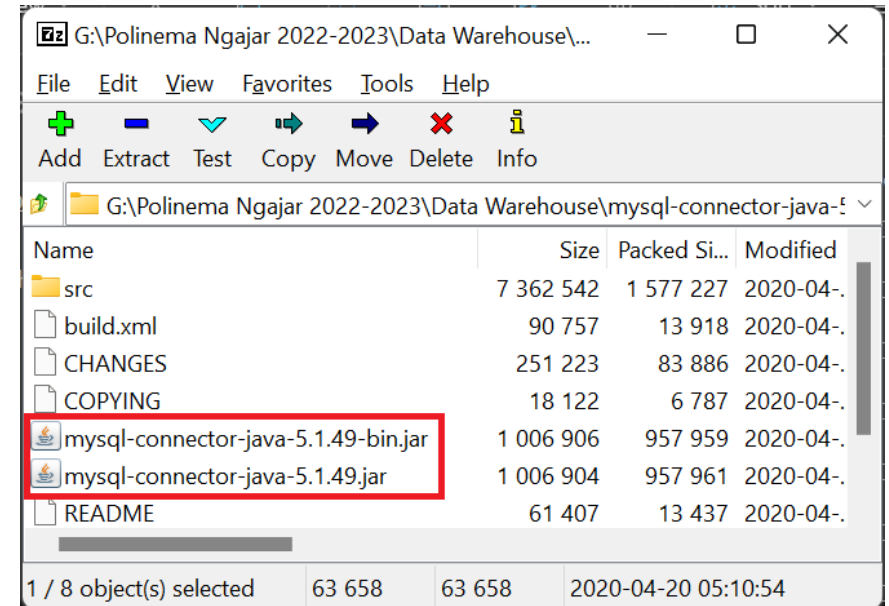 7z G:\Polinema Ngajar 2022-2023\Data Warehouse\...
File Edit View Favorites Tools Help
Add Extract Test Copy Move Delete Info
G:\Polinema Ngajar 2022-2023\Data Warehouse\mysql-connector-java-5
Name Size Packed Si... Modified
src 7 362 542 1 577 227 2020-04-.
build.xml 90 757 13 918 2020-04-.
CHANGES 251 223 83 886 2020-04-.
COPYING 18 122 6 787 2020-04-.
mysql-connector-java-5.1.49-bin.jar 1 006 906 957 959 2020-04-.
mysql-connector-java-5.1.49.jar 1 006 904 957 961 2020-04-.
README 61 407 13 437 2020-04-.
1 / 8 object(s) selected 63 658 63 658 2020-04-20 05:10:54